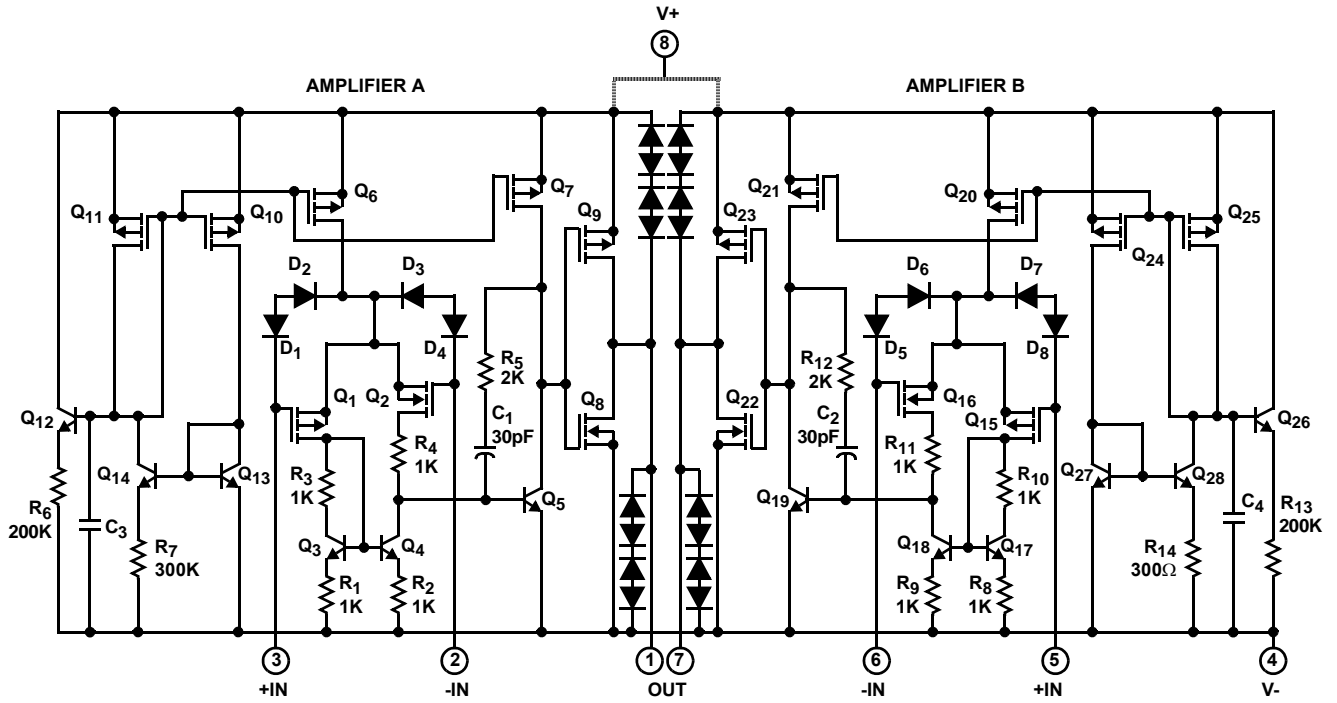 V+
8
AMPLIFIER A
AMPLIFIER B
Q6
Q7
Q21
Q20
Q11
Q10
Q9
Q23
Q25
Q24
D2
D3
D6
D7
D1
D4
D5
D8
R5
2K
R12
2K
Q1
Q2
Q16
Q15
Q12
C1
30pF
Q8
Q22
C2
30pF
Q26
R4
1K
R11
1K
Q14
Q13
R3
1K
R10
1K
Q27
Q28
R6
200K
C3
Q5
Q19
C4
R13
200K
R7
300K
Q3
Q4
Q18
Q17
R14
300Ω
R1
1K
R2
1K
R9
1K
R8
1K
3
2
1
7
6
5
4
+IN
-IN
OUT
-IN
+IN
V-